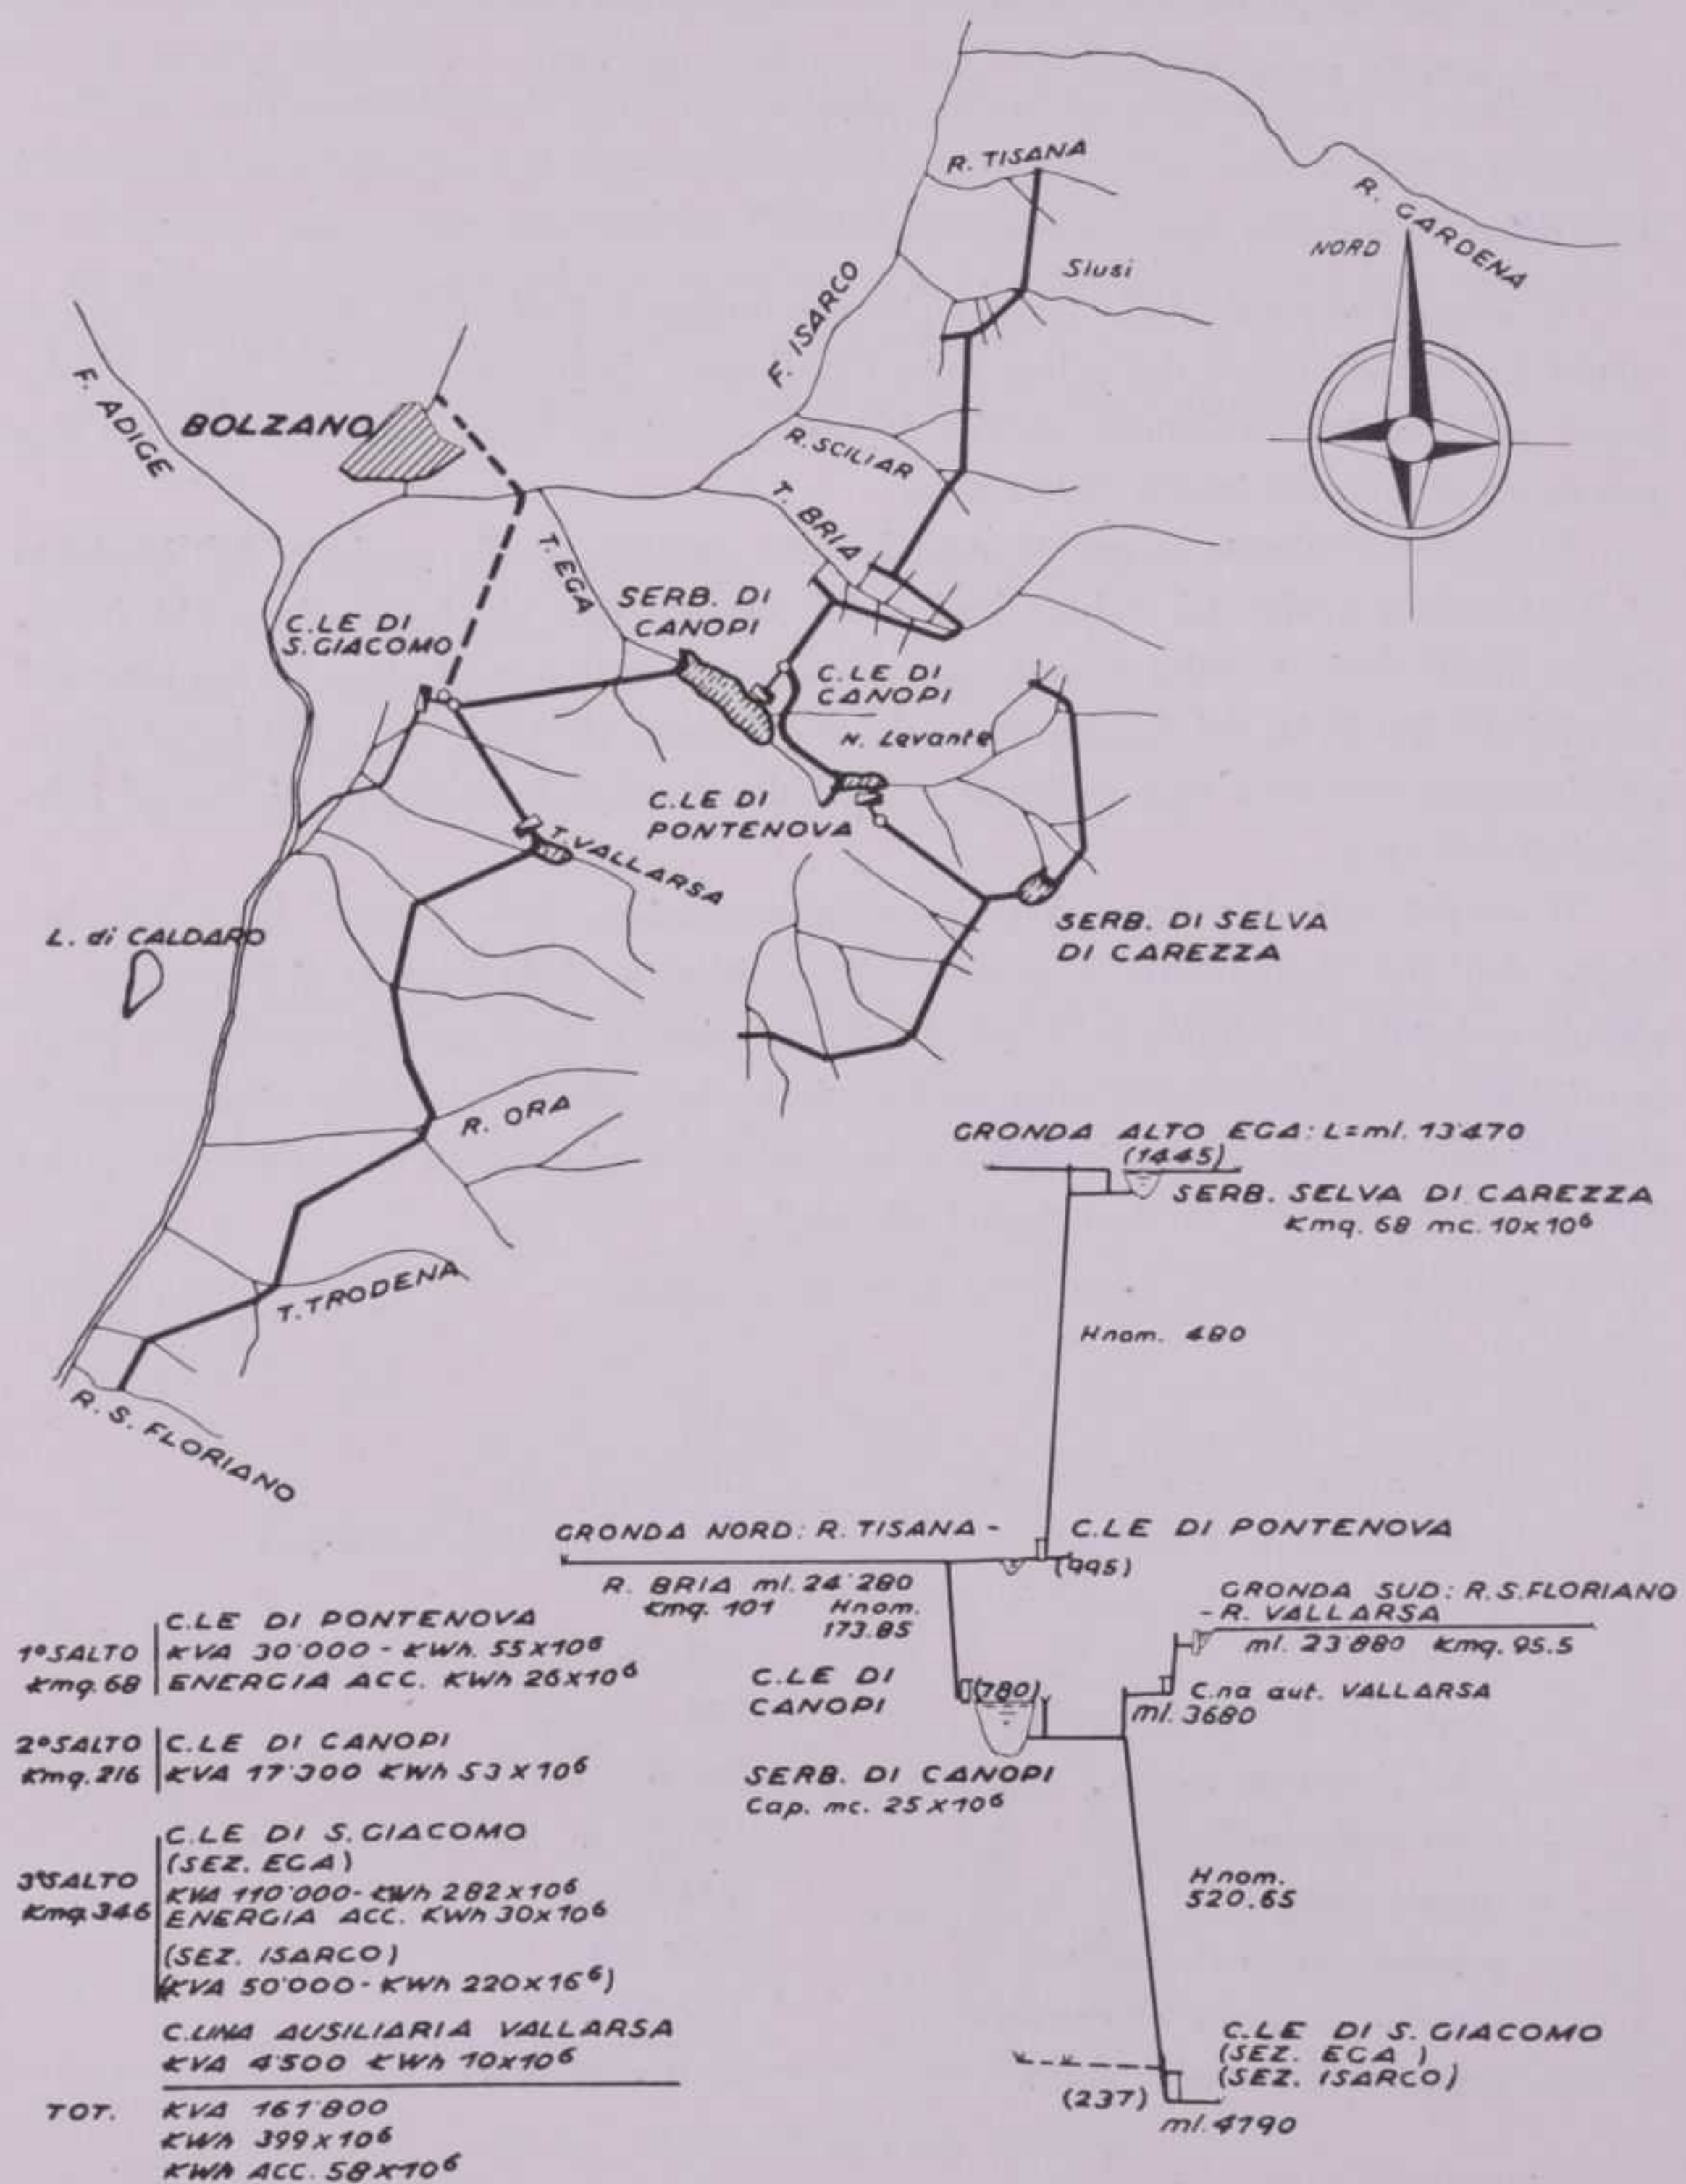 R. TISANA
R. GARDENA
NORD
Siusi
F. ISARCO
F. ADIGE
BOLZANO
R. SCILIAR
T. BRIA
T. EGA
SERB. DI
CANOPI
C.LE DI
S. GIACOMO
C.LE DI
CANOPI
N. Levante
C.LE DI
PONTENOVA
T. VALLARSA
SERB. DI SELVA
DI CAREZZA
L. di CALDARO
R. ORA
T. TRODENA
R. S. FLORIANO
GRONDA ALTO EGA: L=ml. 13'470
(1445)
SERB. SELVA DI CAREZZA
Kmq. 68 mc. 10x10⁶
Hnom. 480
GRONDA NORD: R. TISANA -
C.LE DI PONTENOVA
(995)
R. BRIA ml. 24'280
Kmq. 101 Hnom.
173.85
GRONDA SUD: R.S.FLORIANO
- R. VALLARSA
ml. 23'880 Kmq. 95.5
C.LE DI
CANOPI
(780)
C.na aut. VALLARSA
ml. 3680
SERB. DI CANOPI
Cap. mc. 25x10⁶
Hnom.
520.65
C.LE DI S. GIACOMO
(SEZ. EGA)
(SEZ. ISARCO)
(237)
ml. 4790
1º SALTO
Kmq. 68
C.LE DI PONTENOVA
KVA 30'000 - KWh. 55x10⁶
ENERGIA ACC. KWh 26x10⁶
2º SALTO
Kmq. 216
C.LE DI CANOPI
KVA 17'300 KWh 53x10⁶
3º SALTO
Kmq. 346
C.LE DI S. GIACOMO
(SEZ. EGA)
KVA 110'000 - KWh 282x10⁶
ENERGIA ACC. KWh 30x10⁶
(SEZ. ISARCO)
(KVA 50'000 - KWh 220x16⁶)
C.LINA AUSILIARIA VALLARSA
KVA 4'500 KWh 10x10⁶
TOT. KVA 161'800
KWh 399x10⁶
KWh ACC. 58x10⁶